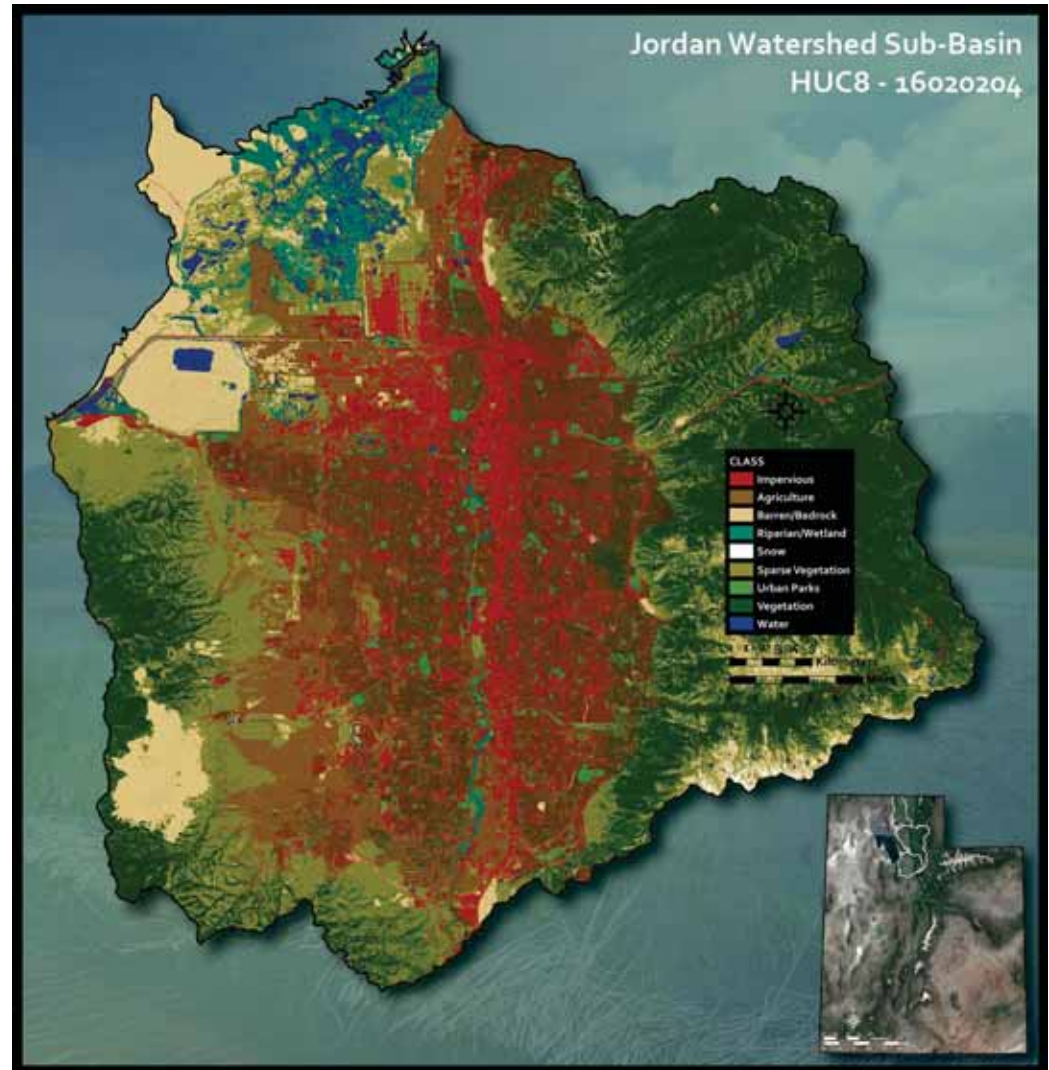 Jordan Watershed Sub-Basin
HUC8 - 16020204
CLASS
Impervious
Agriculture
Barren/Bedrock
Riparian/Wetland
Snow
Sparse Vegetation
Urban Parks
Vegetation
Water
Kilometers